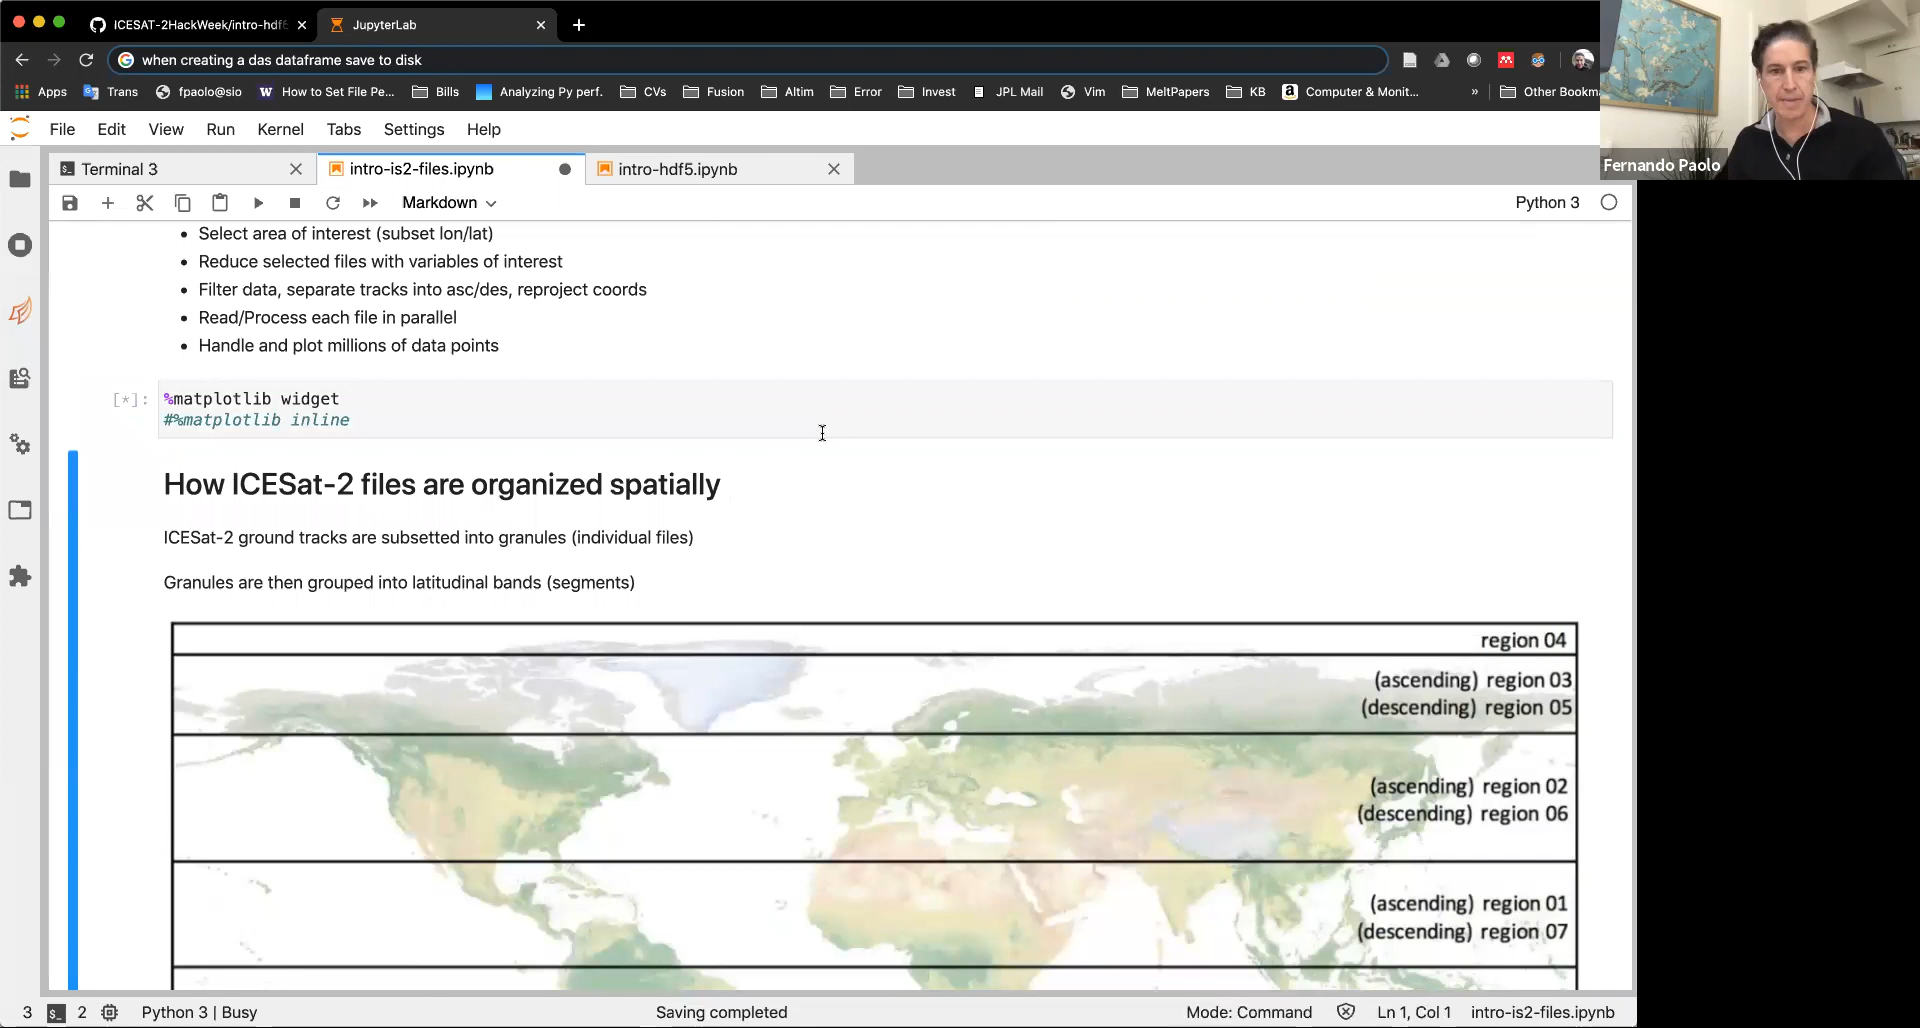 ICESAT-2HackWeek/intro-hdf5
JupyterLab
when creating a das dataframe save to disk
Apps
Trans
fpaolo@sio
How to Set File Pe...
Bills
Analyzing Py perf.
CVs
Fusion
Altim
Error
Invest
JPL Mail
Vim
MeltPapers
KB
Computer & Monit...
»
Other Bookma
Fernando Paolo
File Edit View Run Kernel Tabs Settings Help
Terminal 3
intro-is2-files.ipynb
intro-hdf5.ipynb
Markdown
Python 3
• Select area of interest (subset lon/lat)
• Reduce selected files with variables of interest
• Filter data, separate tracks into asc/des, reproject coords
• Read/Process each file in parallel
• Handle and plot millions of data points
[*]: %matplotlib widget
#%matplotlib inline
How ICESat-2 files are organized spatially
ICESat-2 ground tracks are subsetted into granules (individual files)
Granules are then grouped into latitudinal bands (segments)
region 04
(ascending) region 03
(descending) region 05
(ascending) region 02
(descending) region 06
(ascending) region 01
(descending) region 07
3 2 Python 3 | Busy
Saving completed
Mode: Command
Ln 1, Col 1
intro-is2-files.ipynb